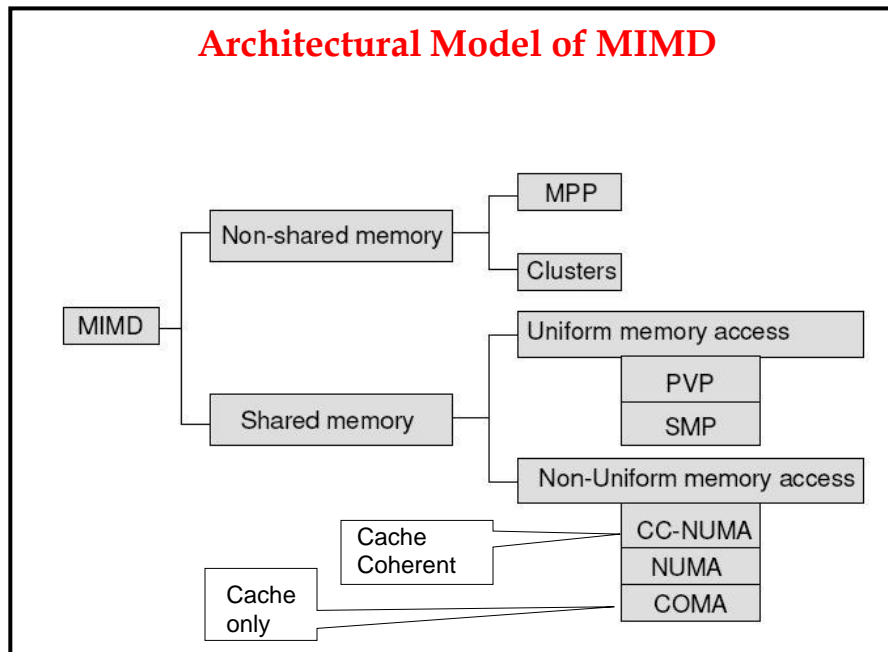 Architectural Model of MIMD
MPP
Non-shared memory
Clusters
MIMD
Uniform memory access
PVP
Shared memory
SMP
Non-Uniform memory access
Cache
Coherent
CC-NUMA
NUMA
Cache
only
COMA